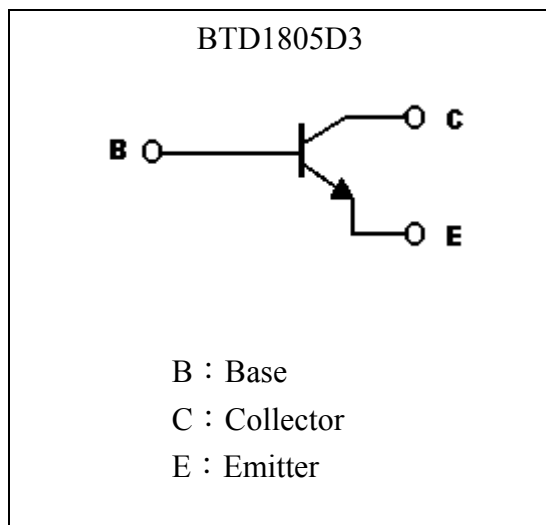 BTD1805D3
C
B
E
B：Base
C：Collector
E：Emitter